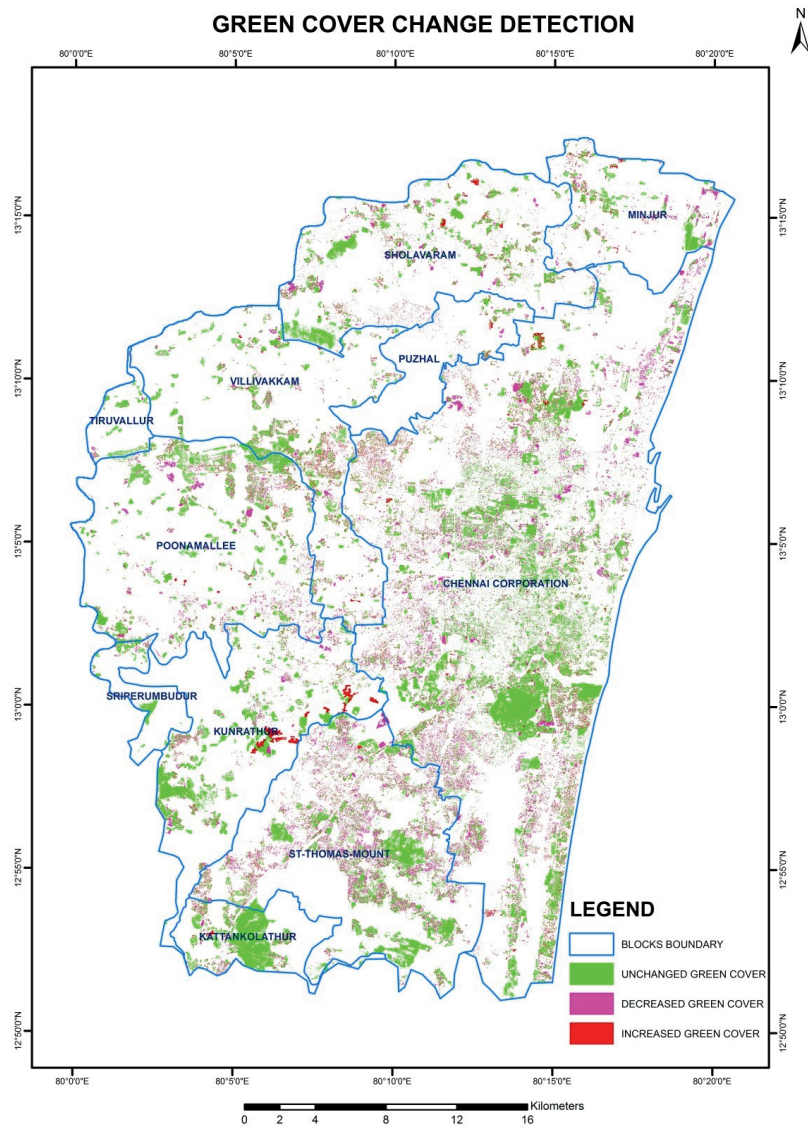 GREEN COVER CHANGE DETECTION
N
80°0'0"E 80°5'0"E 80°10'0"E 80°15'0"E 80°20'0"E
13°15'0"N 13°15'0"N
MINJUR
SHOLAVARAM
PUZHAL
13°10'0"N 13°10'0"N
VILLIVAKKAM
TIRUVALLUR
13°5'0"N 13°5'0"N
POONAMALLEE
CHENNAI CORPORATION
13°0'0"N 13°0'0"N
SRIPERUMBUDUR
KUNRATHUR
12°55'0"N 12°55'0"N
ST-THOMAS-MOUNT
KATTANKOLATHUR
LEGEND
BLOCKS BOUNDARY
UNCHANGED GREEN COVER
DECREASED GREEN COVER
INCREASED GREEN COVER
12°50'0"N 12°50'0"N
80°0'0"E 80°5'0"E 80°10'0"E 80°15'0"E 80°20'0"E
Kilometers
0 2 4 8 12 16